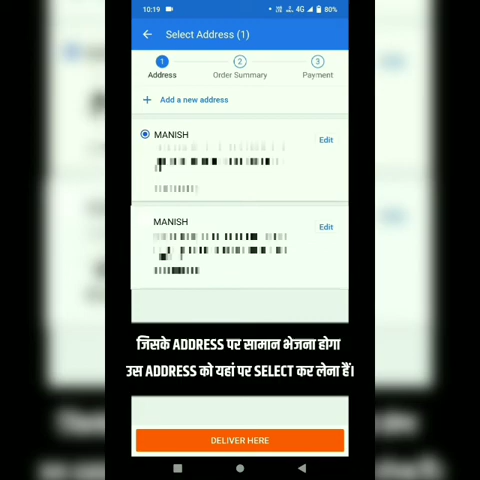 10:19
4G 80%
Select Address (1)
1 2 3
Address Order Summary Payment
+ Add a new address
MANISH
Edit
MANISH
Edit
जिसके ADDRESS पर सामान भेजना होगा
उस ADDRESS को यहां पर SELECT कर लेना हैं।
DELIVER HERE